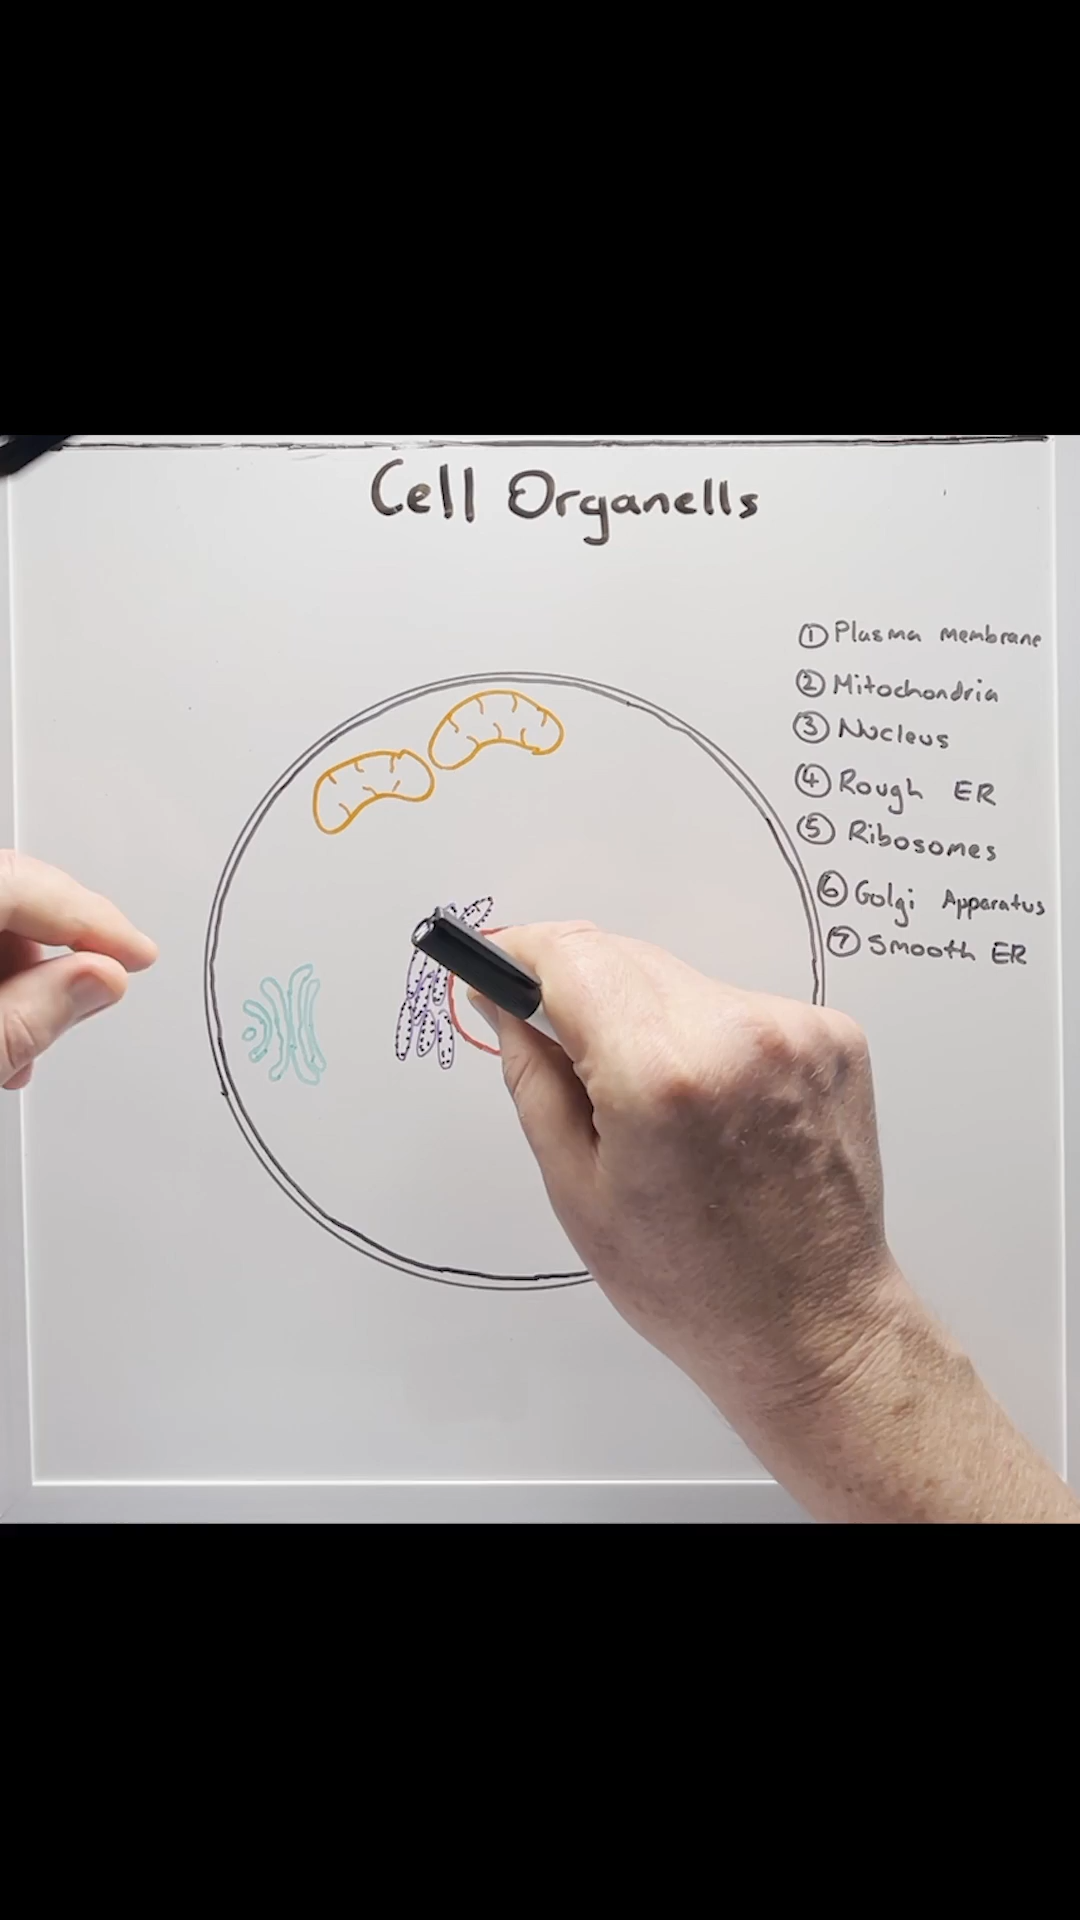 Cell Organells
① Plasma membrane
② Mitochondria
③ Nucleus
④ Rough ER
⑤ Ribosomes
⑥ Golgi Apparatus
⑦ Smooth ER